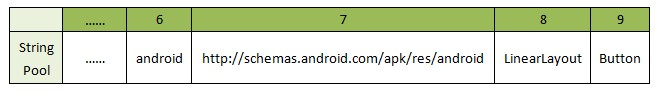 ...... 6 7 8 9
String Pool ...... android http://schemas.android.com/apk/res/android LinearLayout Button